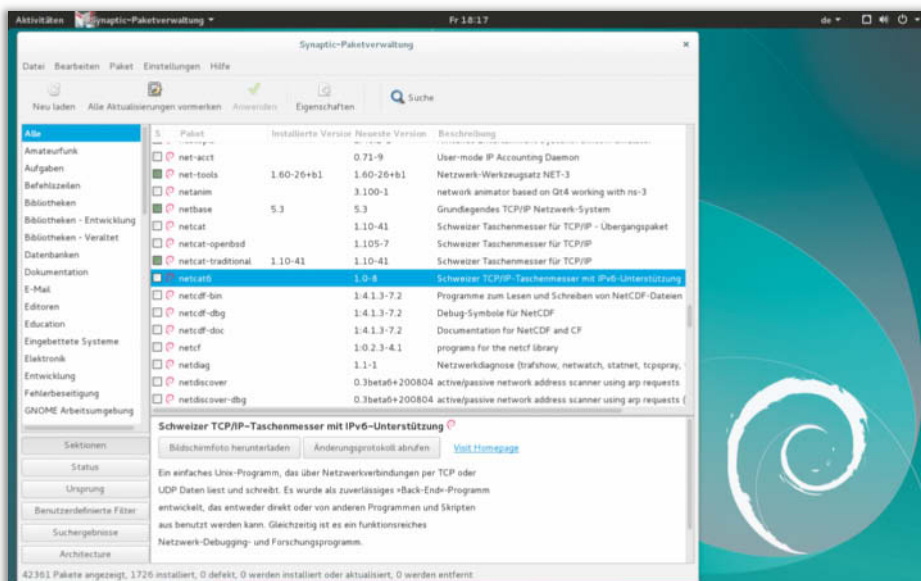 Aktivitäten Synaptic-Paketverwaltung Fr 18:17 de
Synaptic-Paketverwaltung
Datei Bearbeiten Paket Einstellungen Hilfe
Neu laden Alle Aktualisierungen vormerken Anwenden Eigenschaften Suche
Alle
Amateurfunk
Aufgaben
Befehlszeilen
Bibliotheken
Bibliotheken - Entwicklung
Bibliotheken - Veraltet
Datenbanken
Dokumentation
E-Mail
Editoren
Education
Eingebettete Systeme
Elektronik
Entwicklung
Fehlerbeseitigung
GNOME Arbeitsumgebung
Sektionen
Status
Ursprung
Benutzerdefinierte Filter
Suchergebnisse
Architecture
S Paket Installierte Version Neueste Version Beschreibung
net-acct 0.71-9 User-mode IP Accounting Daemon
net-tools 1.60-26+b1 1.60-26+b1 Netzwerk-Werkzeugsatz NET-3
netanim 3.100-1 network animator based on Qt4 working with ns-3
netbase 5.3 5.3 Grundlegendes TCP/IP Netzwerk-System
netcat 1.10-41 Schweizer Taschenmesser für TCP/IP - Übergangspaket
netcat-openbsd 1.105-7 Schweizer Taschenmesser für TCP/IP
netcat-traditional 1.10-41 1.10-41 Schweizer Taschenmesser für TCP/IP
netcat6 1.0-8 Schweizer TCP/IP-Taschenmesser mit IPv6-Unterstützung
netcdf-bin 1:4.1.3-7.2 Programme zum Lesen und Schreiben von NetCDF-Dateien
netcdf-dbg 1:4.1.3-7.2 Debug-Symbole für NetCDF
netcdf-doc 1:4.1.3-7.2 Documentation for NetCDF and CF
netcf 1:0.2.3-4.1 programs for the netcf library
netdiag 1.1-1 Netzwerkdiagnose (trafshow, netwatch, statnet, tcpspray,
netdiscover 0.3beta6+200804 active/passive network address scanner using arp requests
netdiscover-dbg 0.3beta6+200804 active/passive network address scanner using arp requests (
Schweizer TCP/IP-Taschenmesser mit IPv6-Unterstützung
Bildschirmfoto herunterladen Änderungsprotokoll abrufen Visit Homepage
Ein einfaches Unix-Programm, das über Netzwerkverbindungen per TCP oder
UDP Daten liest und schreibt. Es wurde als zuverlässiges »Back-End«-Programm
entwickelt, das entweder direkt oder von anderen Programmen und Skripten
aus benutzt werden kann. Gleichzeitig ist es ein funktionsreiches
Netzwerk-Debugging- und Forschungsprogramm.
42361 Pakete angezeigt, 1726 installiert, 0 defekt, 0 werden installiert oder aktualisiert, 0 werden entfernt